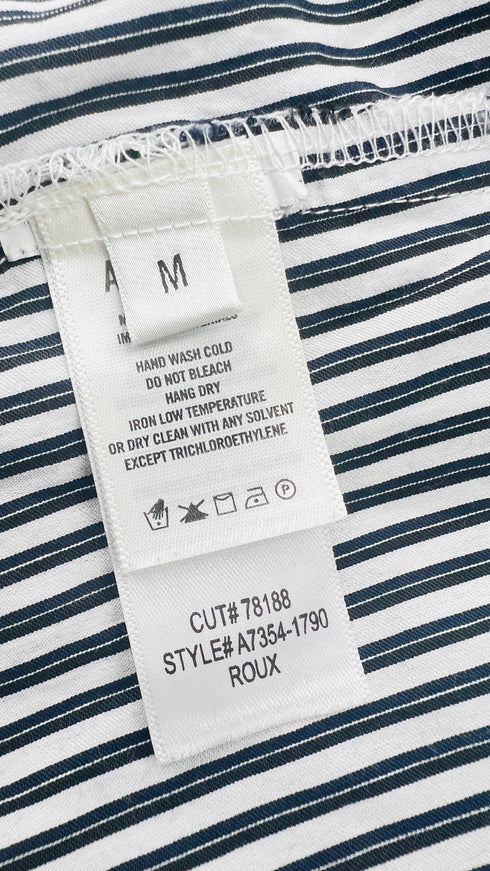 M
HAND WASH COLD
DO NOT BLEACH
HANG DRY
IRON LOW TEMPERATURE
OR DRY CLEAN WITH ANY SOLVENT
EXCEPT TRICHLOROETHYLENE
P
CUT# 78188
STYLE# A7354-1790
ROUX